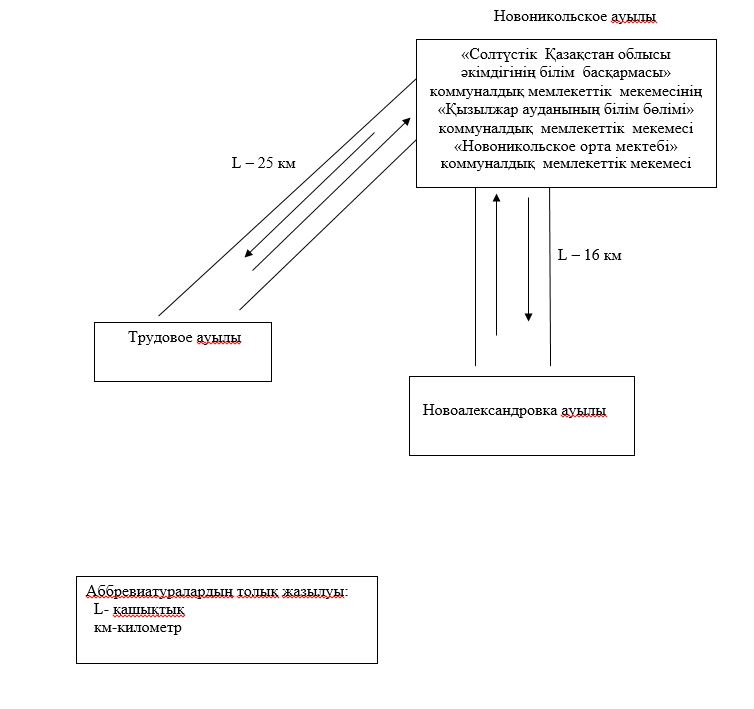 Новоникольское ауылы
«Солтүстік Қазақстан облысы
әкімдігінің білім басқармасы»
коммуналдық мемлекеттік мекемесінің
«Қызылжар ауданының білім бөлімі»
коммуналдық мемлекеттік мекемесі
«Новоникольское орта мектебі»
коммуналдық мемлекеттік мекемесі
L – 25 км
L – 16 км
Трудовое ауылы
Новоалександровка ауылы
Аббревиатуралардың толық жазылуы:
L- қашықтық
км-километр